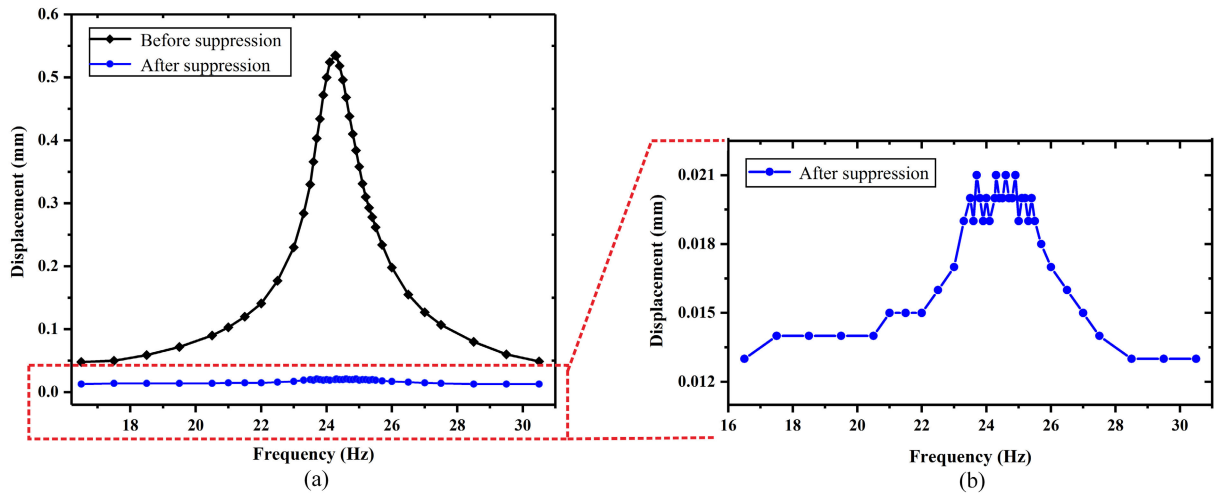 0.6
0.5
0.4
0.3
0.2
0.1
0.0
Displacement (mm)
Before suppression
After suppression
18 20 22 24 26 28 30
Frequency (Hz)
(a)
0.021
0.018
0.015
0.012
Displacement (mm)
After suppression
16 18 20 22 24 26 28 30
Frequency (Hz)
(b)